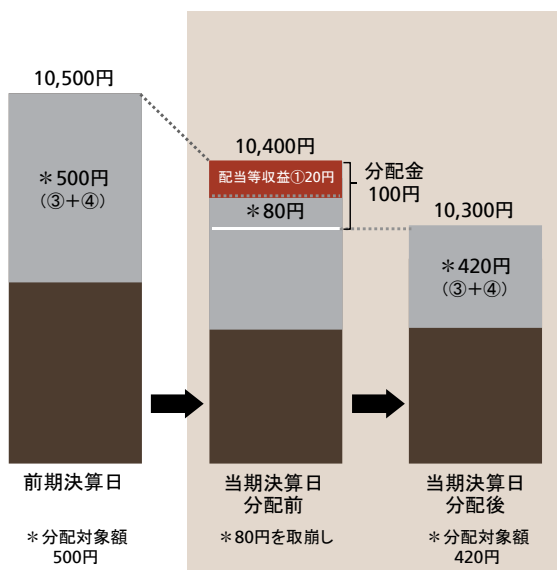 10,500円
＊500円
（③＋④）
前期決算日
＊分配対象額
500円
10,400円
配当等収益①20円
＊80円
分配金
100円
当期決算日
分配前
＊80円を取崩し
10,300円
＊420円
（③＋④）
当期決算日
分配後
＊分配対象額
420円